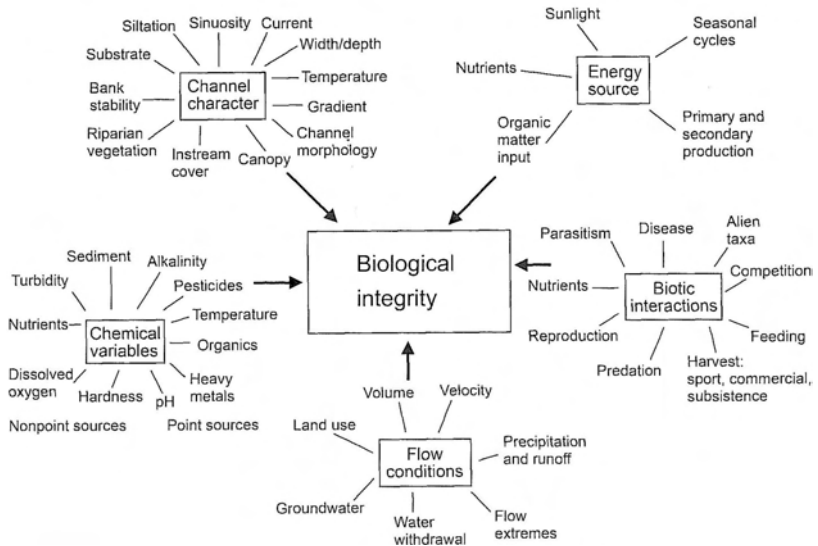 Siltation
Sinuosity
Current
Width/depth
Substrate
Temperature
Bank
stability
Channel
character
Gradient
Riparian
vegetation
Instream
cover
Canopy
Channel
morphology
Sunlight
Seasonal
cycles
Nutrients
Energy
source
Organic
matter
input
Primary and
secondary
production
Biological
integrity
Sediment
Alkalinity
Turbidity
Pesticides
Nutrients
Temperature
Chemical
variables
Organics
Dissolved
oxygen
Hardness
pH
Heavy
metals
Nonpoint sources
Point sources
Parasitism
Disease
Alien
taxa
Nutrients
Competition
Biotic
interactions
Reproduction
Feeding
Predation
Harvest:
sport, commercial,
subsistence
Volume
Velocity
Land use
Precipitation
and runoff
Flow
conditions
Groundwater
Water
withdrawal
Flow
extremes